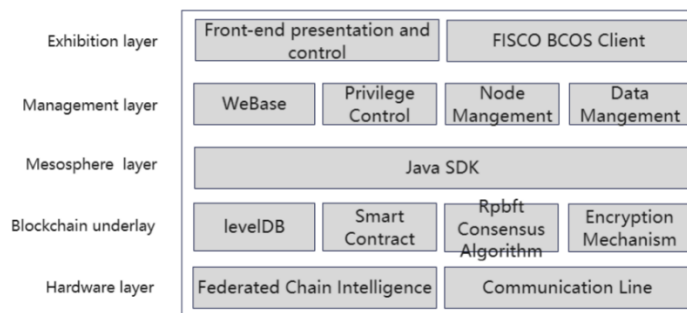 Exhibition layer
Front-end presentation and
control
FISCO BCOS Client
Management layer
WeBase
Privilege
Control
Node
Mangement
Data
Mangement
Mesosphere layer
Java SDK
Blockchain underlay
levelDB
Smart
Contract
Rpbft
Consensus
Algorithm
Encryption
Mechanism
Hardware layer
Federated Chain Intelligence
Communication Line